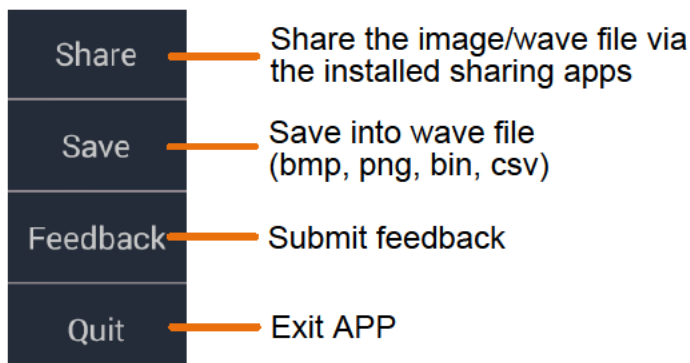 Share
Share the image/wave file via
the installed sharing apps
Save
Save into wave file
(bmp, png, bin, csv)
Feedback
Submit feedback
Quit
Exit APP